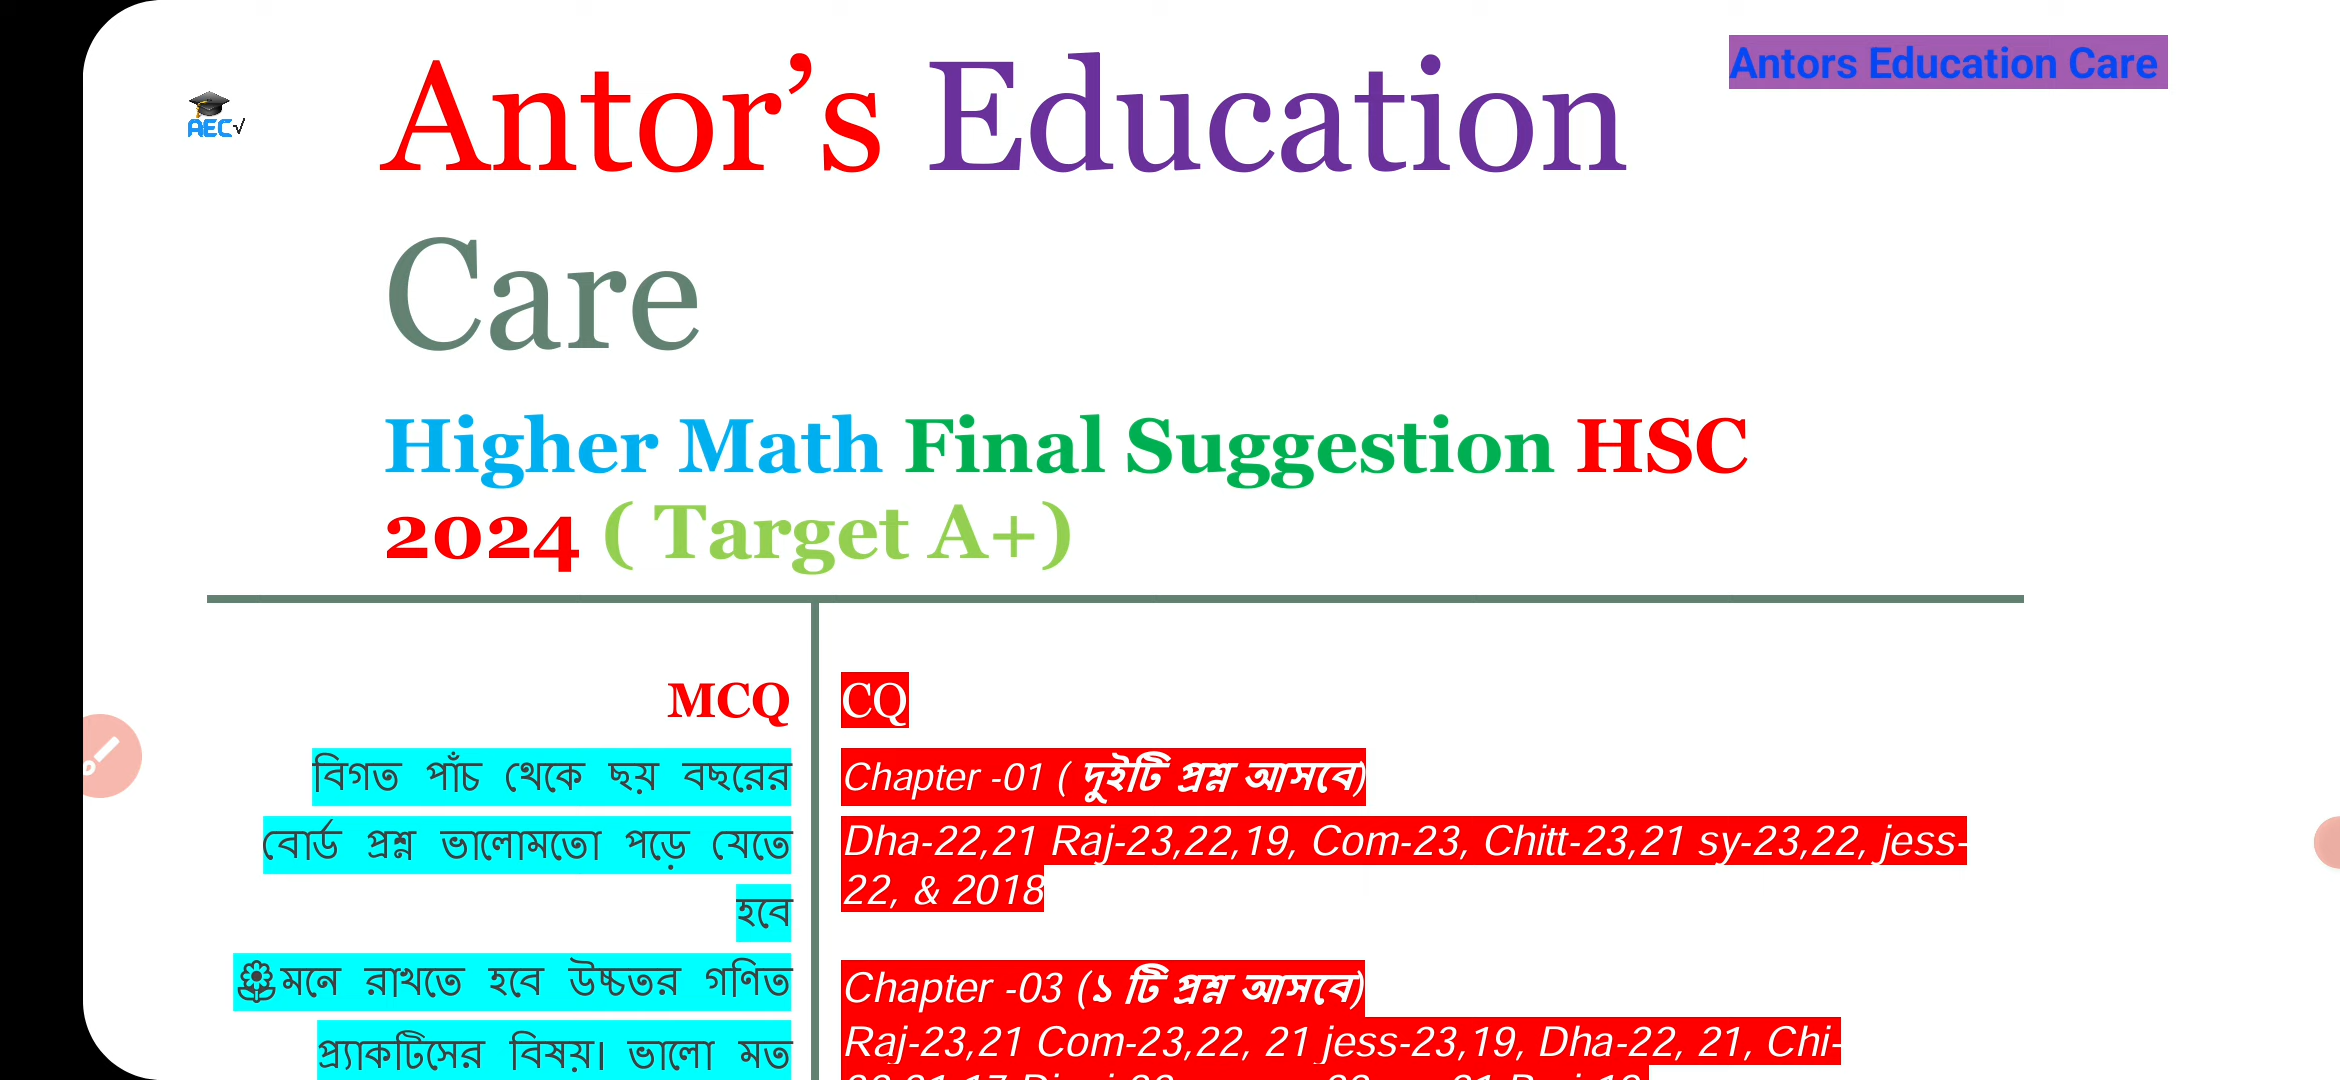 Antors Education Care
AEC√
Antor’s Education
Care
Higher Math Final Suggestion HSC
2024 ( Target A+)
MCQ
বিগত পাঁচ থেকে ছয় বছরের
বোর্ড প্রশ্ন ভালোমতো পড়ে যেতে
হবে
মনে রাখতে হবে উচ্চতর গণিত
প্র্যাকটিসের বিষয়। ভালো মত
CQ
Chapter -01 ( দুইটি প্রশ্ন আসবে)
Dha-22,21 Raj-23,22,19, Com-23, Chitt-23,21 sy-23,22, jess-
22, & 2018
Chapter -03 (১ টি প্রশ্ন আসবে)
Raj-23,21 Com-23,22, 21 jess-23,19, Dha-22, 21, Chi-